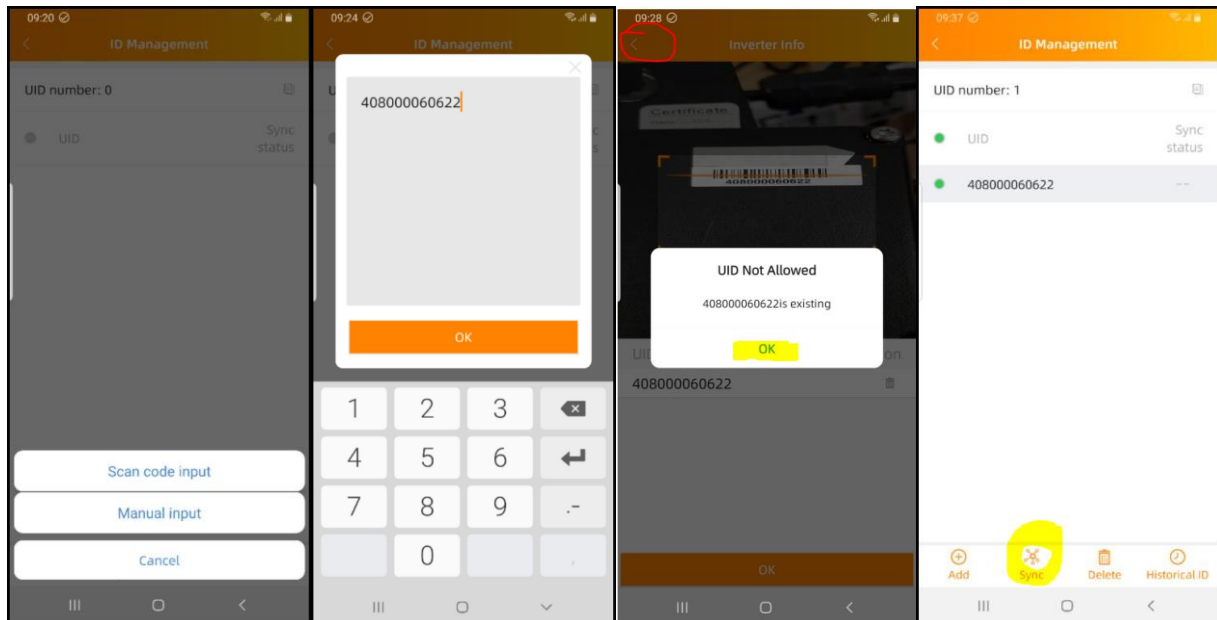 09:20
ID Management
UID number: 0
UID
Sync
status
Scan code input
Manual input
Cancel
09:24
ID Management
408000060622
OK
1 2 3
4 5 6
7 8 9 .-
0 ,
09:28
Inverter Info
Certificate
408000060622
UID Not Allowed
408000060622is existing
OK
UI
on
408000060622
OK
09:37
ID Management
UID number: 1
UID
Sync
status
408000060622 --
Add
Sync
Delete
Historical ID